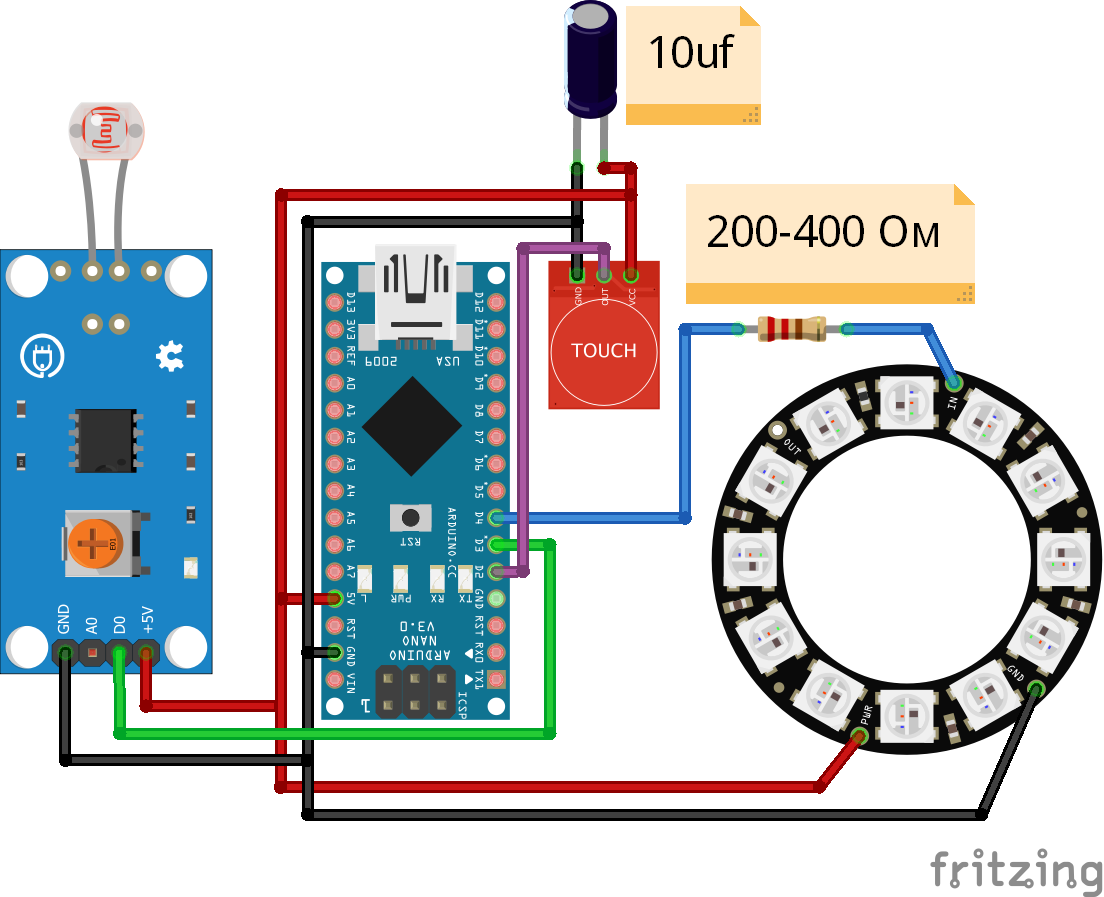 10uf
200-400 Ом
GND
OUT
VCC
TOUCH
2009
USA
D13
3V3
REF
A0
A1
A2
A3
A4
A5
A6
A7
5V
RST
GND
VIN
D12
D11
D10
D9
D8
D7
D6
D5
D4
D3
D2
GND
RST
RX0
TX1
RST
ARDUINO.CC
L
PWR
RX
TX
ARDUINO
NANO
V3.0
ICSP
1
GND
A0
D0
+5V
IN
OUT
GND
PWR
fritzing